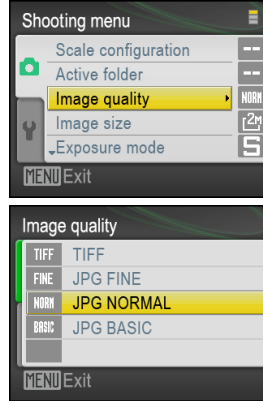 Shooting menu
Scale configuration --
Active folder --
Image quality NORM
Image size 2M
Exposure mode S
MENU Exit
Image quality
TIFF TIFF
FINE JPG FINE
NORM JPG NORMAL
BASIC JPG BASIC
MENU Exit